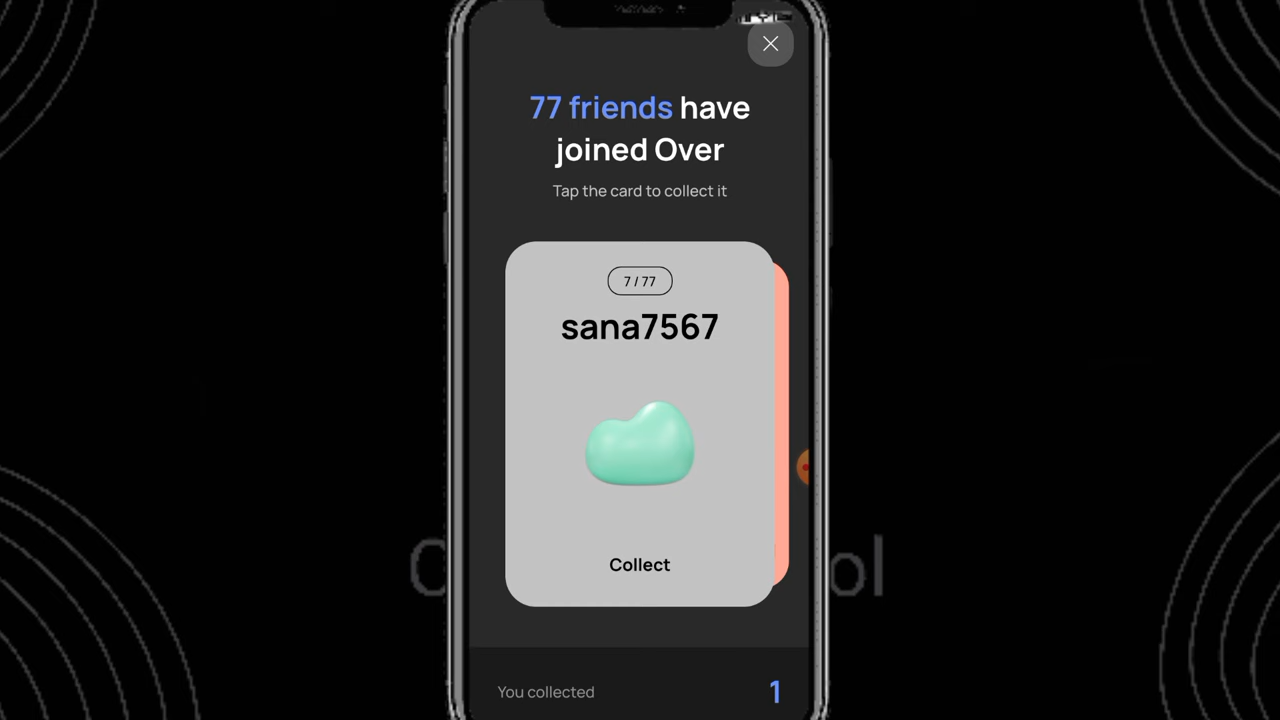 77 friends have
joined Over
Tap the card to collect it
7 / 77
sana7567
Collect
You collected
1